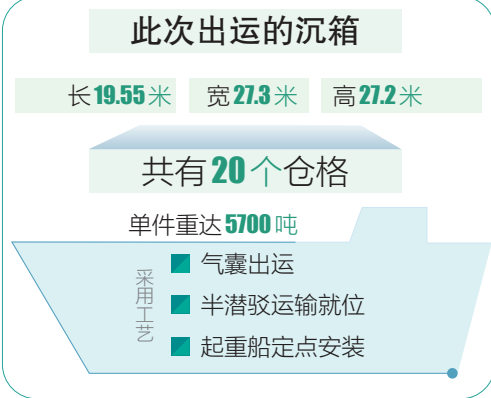 此次出运的沉箱
长19.55米 宽27.3米 高27.2米
共有20个仓格
单件重达5700吨
采用工艺
气囊出运
半潜驳运输就位
起重船定点安装